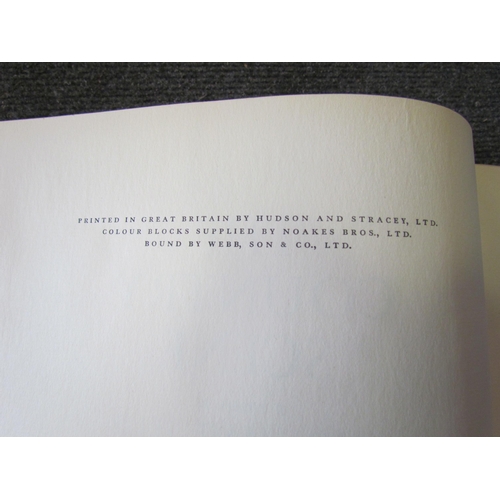 PRINTED IN GREAT BRITAIN BY HUDSON AND STRACEY, LTD.
COLOUR BLOCKS SUPPLIED BY NOAKES BROS., LTD.
BOUND BY WEBB, SON & CO., LTD.